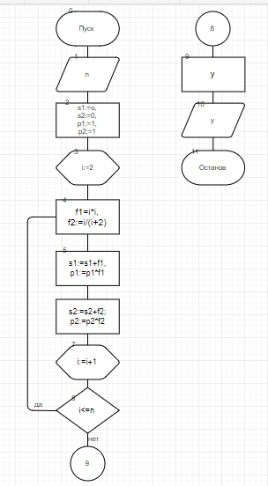 0
Пуск
1
n
2
s1:=o,
s2:=0,
p1:=1,
p2:=1
3
i:=2
4
f1=i*i,
f2:=i/(i+2)
5
s1:=s1+f1,
p1:=p1*f1
s2:=s2+f2;
p2:=p2*f2
7
i:=i+1
8
i<=n
да
нет
9
8
9
y
10
y
11
Останов